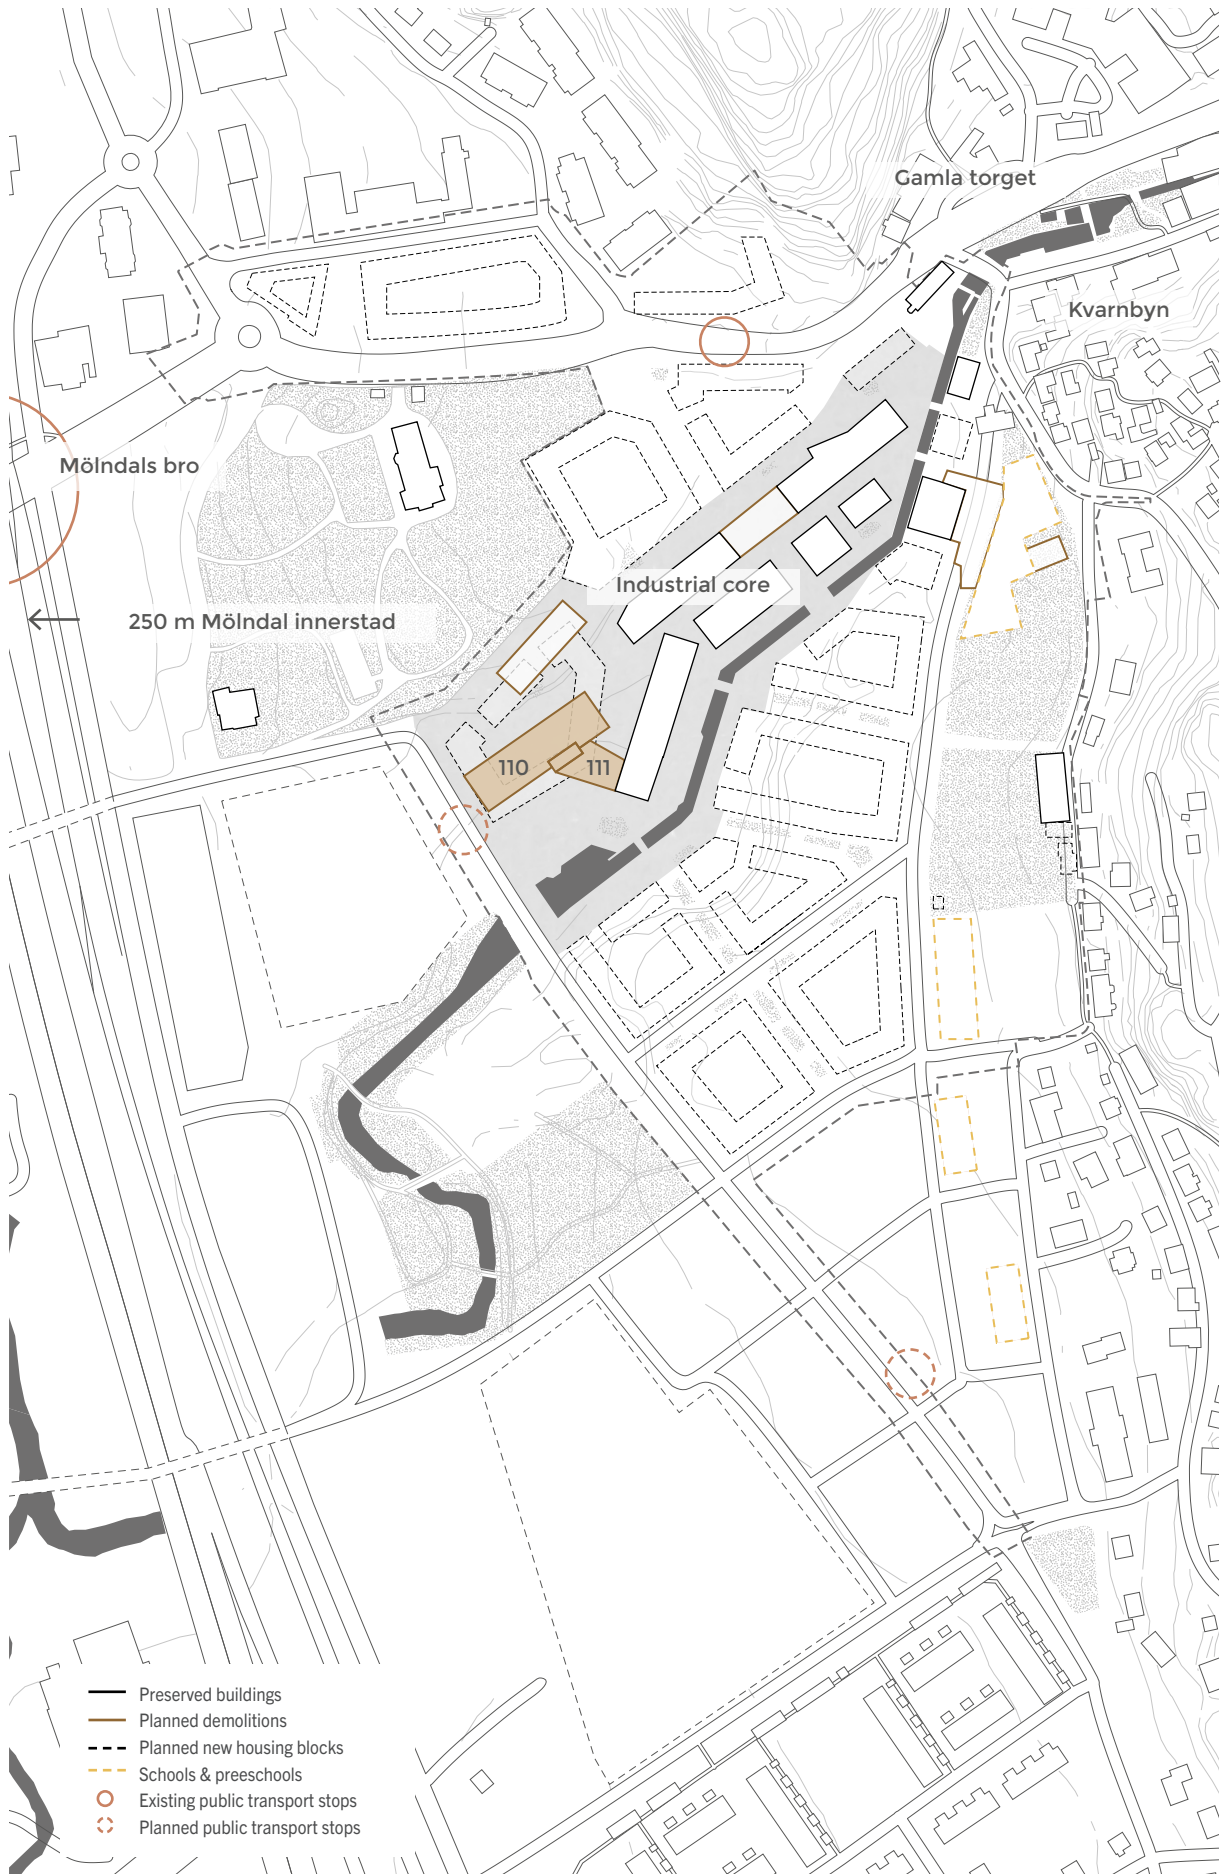 Gamla torget
Kvarnbyn
Mölndals bro
Industrial core
250 m Mölndal innerstad
110
111
Preserved buildings
Planned demolitions
Planned new housing blocks
Schools & preeschools
Existing public transport stops
Planned public transport stops